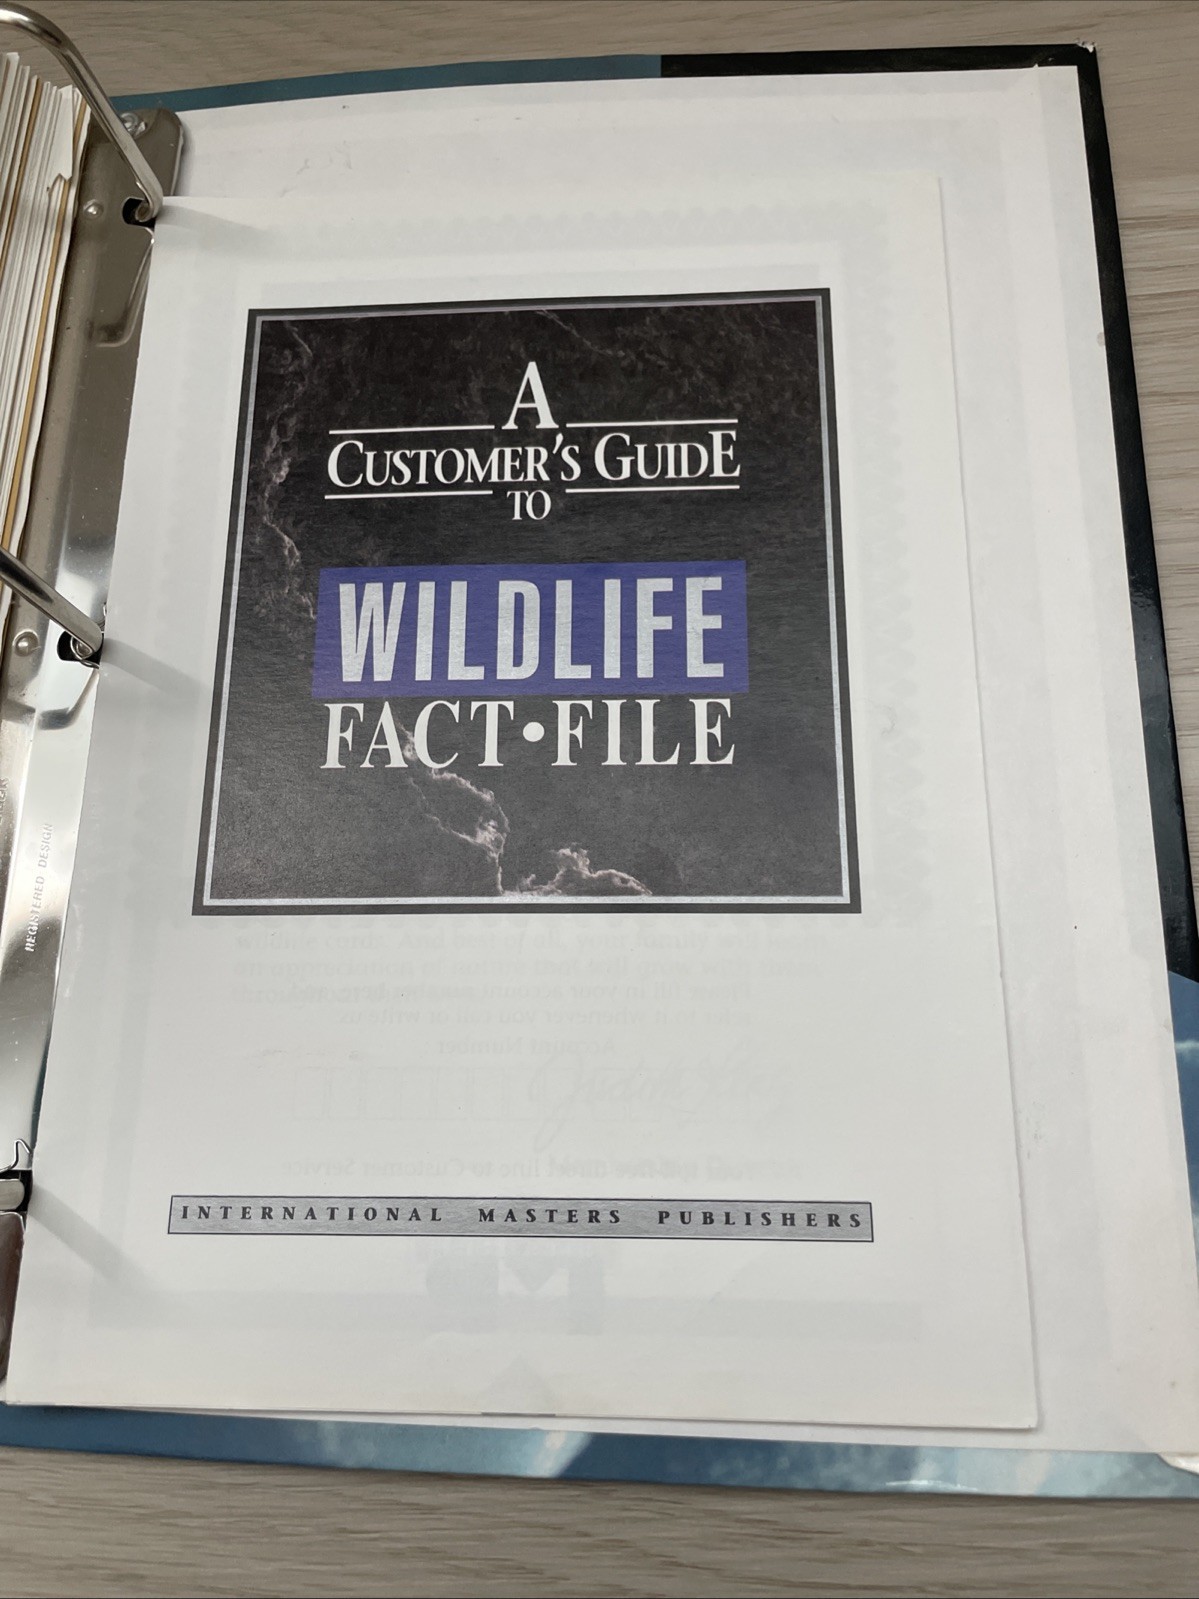 A
CUSTOMER'S GUIDE
TO
WILDLIFE
FACT•FILE
INTERNATIONAL MASTERS PUBLISHERS
REGISTERED DESIGN